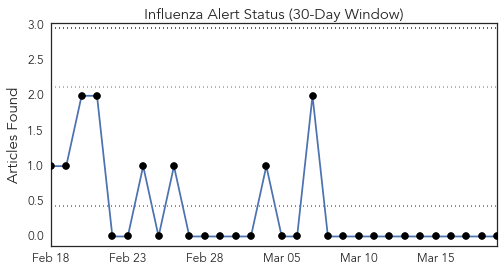 Influenza Alert Status (30-Day Window)
Articles Found
3.0
2.5
2.0
1.5
1.0
0.5
0.0
Feb 18 Feb 23 Feb 28 Mar 05 Mar 10 Mar 15